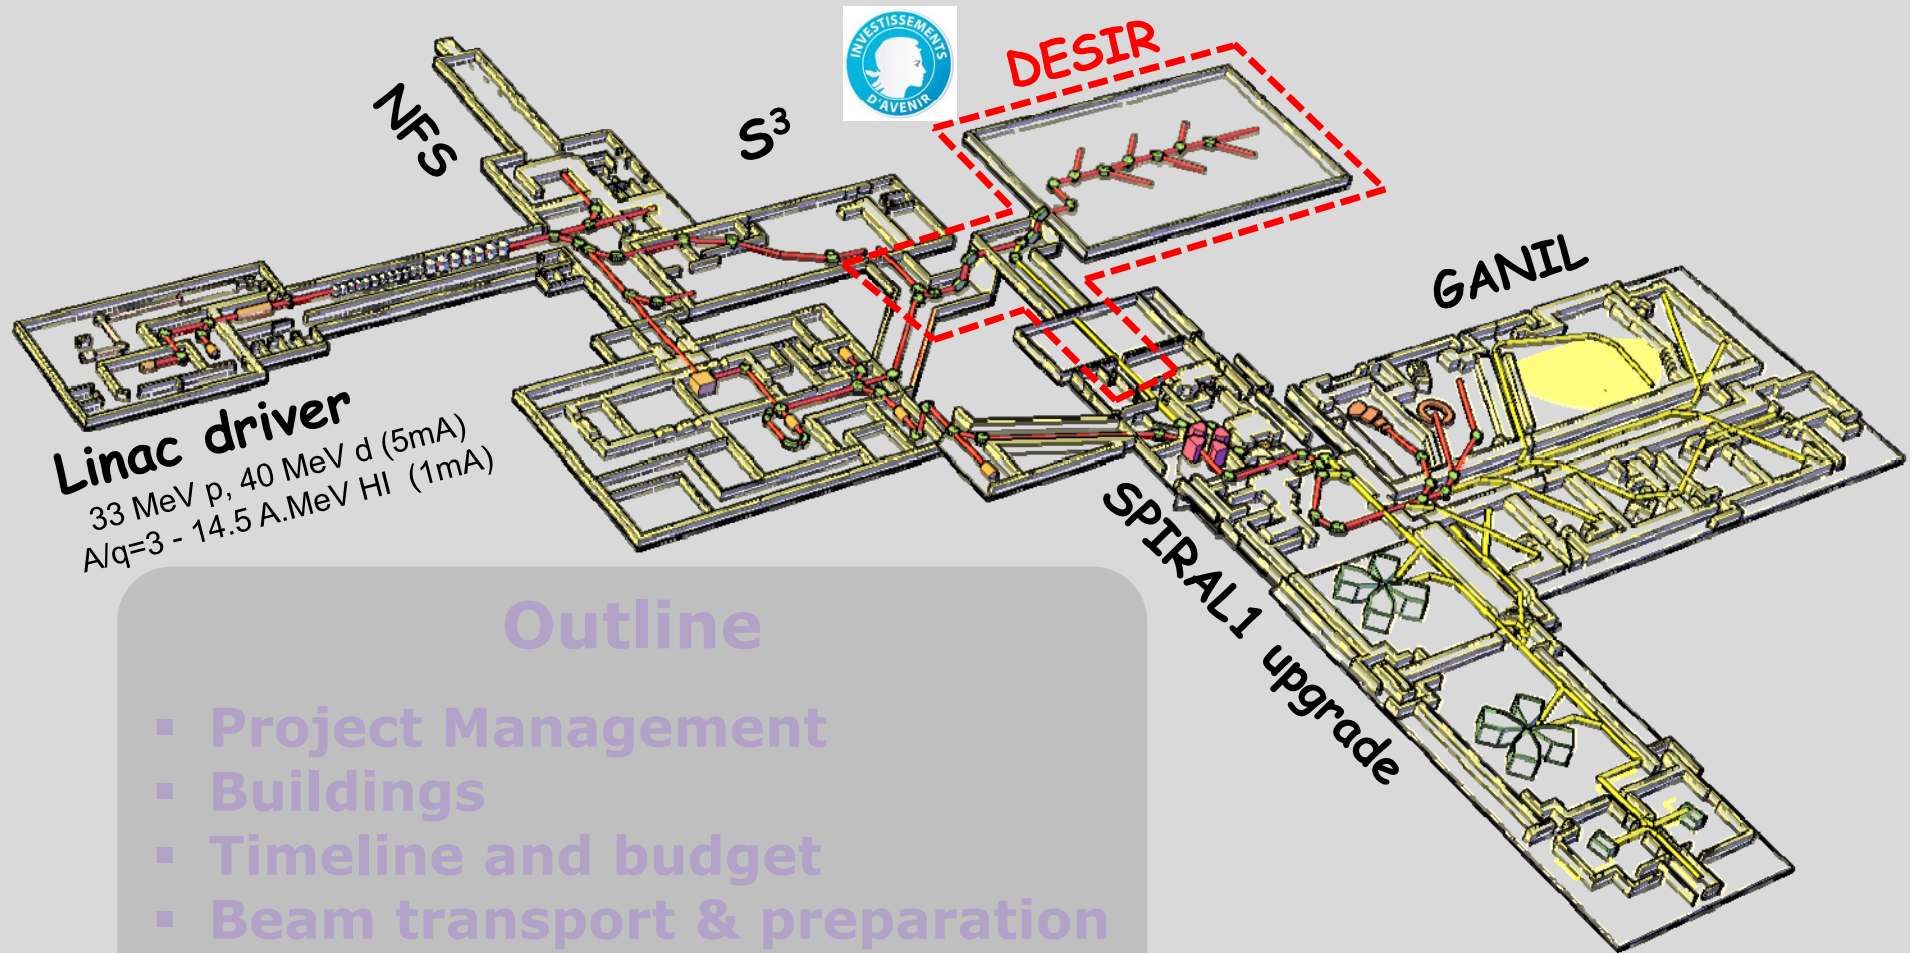 INVESTISSEMENTS
D'AVENIR
DESIR
NFS
S³
GANIL
Linac driver
33 MeV p, 40 MeV d (5mA)
A/q=3 - 14.5 A.MeV HI (1mA)
SPIRAL1 upgrade
Outline
▪ Project Management
▪ Buildings
▪ Timeline and budget
▪ Beam transport & preparation